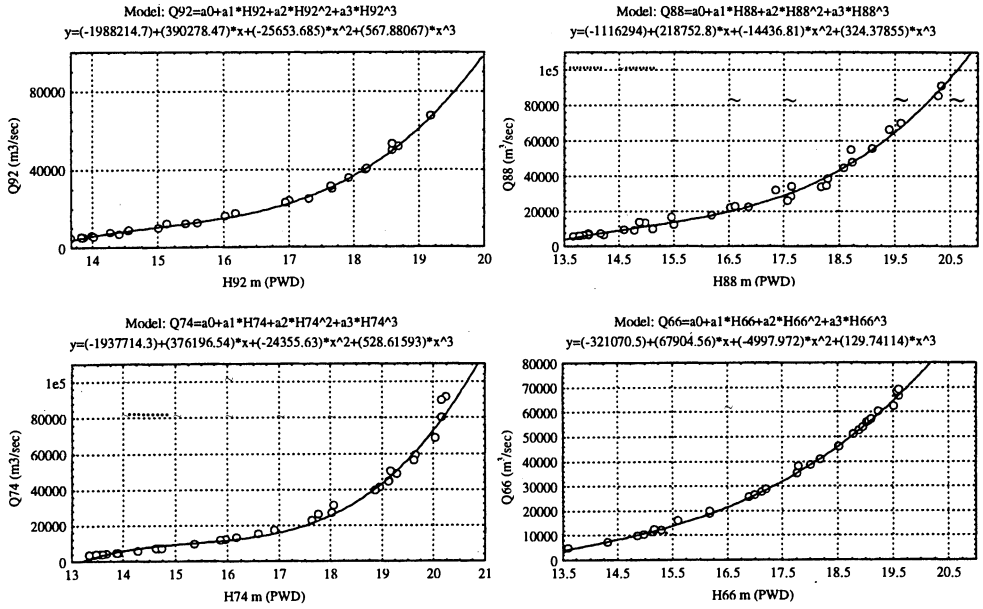 Model: Q92=a0+a1*H92+a2*H92^2+a3*H92^3
y=(-1988214.7)+(390278.47)*x+(-25653.685)*x^2+(567.88067)*x^3
80000
40000
0
Q92 (m3/sec)
14 15 16 17 18 19 20
H92 m (PWD)
Model: Q88=a0+a1*H88+a2*H88^2+a3*H88^3
y=(-1116294)+(218752.8)*x+(-14436.81)*x^2+(324.37855)*x^3
1e5
80000
60000
40000
20000
0
Q88 (m³/sec)
13.5 14.5 15.5 16.5 17.5 18.5 19.5 20.5
H88 m (PWD)
Model: Q74=a0+a1*H74+a2*H74^2+a3*H74^3
y=(-1937714.3)+(376196.54)*x+(-24355.63)*x^2+(528.61593)*x^3
1e5
80000
60000
40000
20000
0
Q74 (m3/sec)
13 14 15 16 17 18 19 20 21
H74 m (PWD)
Model: Q66=a0+a1*H66+a2*H66^2+a3*H66^3
y=(-321070.5)+(67904.56)*x+(-4997.972)*x^2+(129.74114)*x^3
80000
70000
60000
50000
40000
30000
20000
10000
0
Q66 (m³/sec)
13.5 14.5 15.5 16.5 17.5 18.5 19.5 20.5
H66 m (PWD)